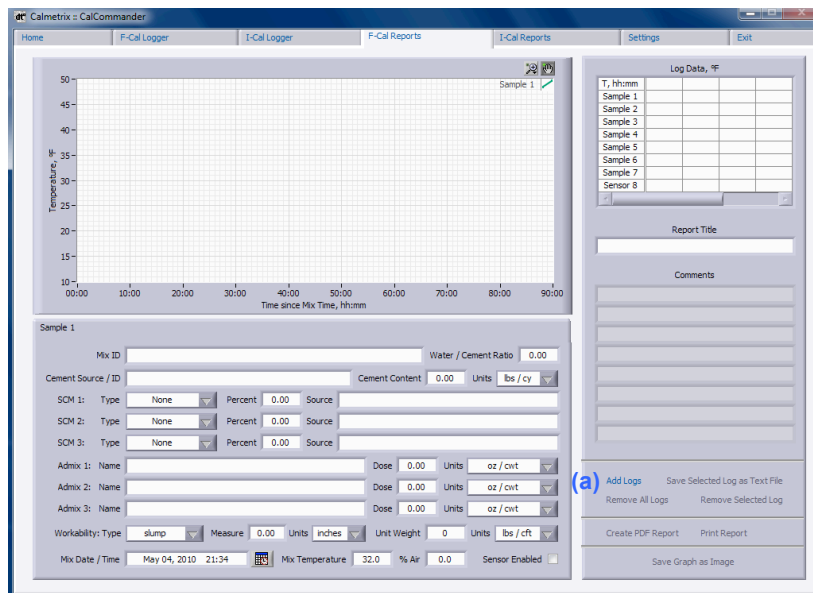 Calmetrix :: CalCommander
Home F-Cal Logger I-Cal Logger F-Cal Reports I-Cal Reports Settings Exit
Sample 1
50
45
40
35
30
25
20
15
10
Temperature, ºF
00:00 10:00 20:00 30:00 40:00 50:00 60:00 70:00 80:00 90:00
Time since Mix Time, hh:mm
Sample 1
Mix ID Water / Cement Ratio 0.00
Cement Source / ID Cement Content 0.00 Units lbs / cy
SCM 1: Type None Percent 0.00 Source
SCM 2: Type None Percent 0.00 Source
SCM 3: Type None Percent 0.00 Source
Admix 1: Name Dose 0.00 Units oz / cwt
Admix 2: Name Dose 0.00 Units oz / cwt
Admix 3: Name Dose 0.00 Units oz / cwt
Workability: Type slump Measure 0.00 Units inches Unit Weight 0 Units lbs / cft
Mix Date / Time May 04, 2010 21:34 Mix Temperature 32.0 % Air 0.0 Sensor Enabled
Log Data, ºF
T, hh:mm
Sample 1
Sample 2
Sample 3
Sample 4
Sample 5
Sample 6
Sample 7
Sensor 8
Report Title
Comments
(a) Add Logs Save Selected Log as Text File
Remove All Logs Remove Selected Log
Create PDF Report Print Report
Save Graph as Image